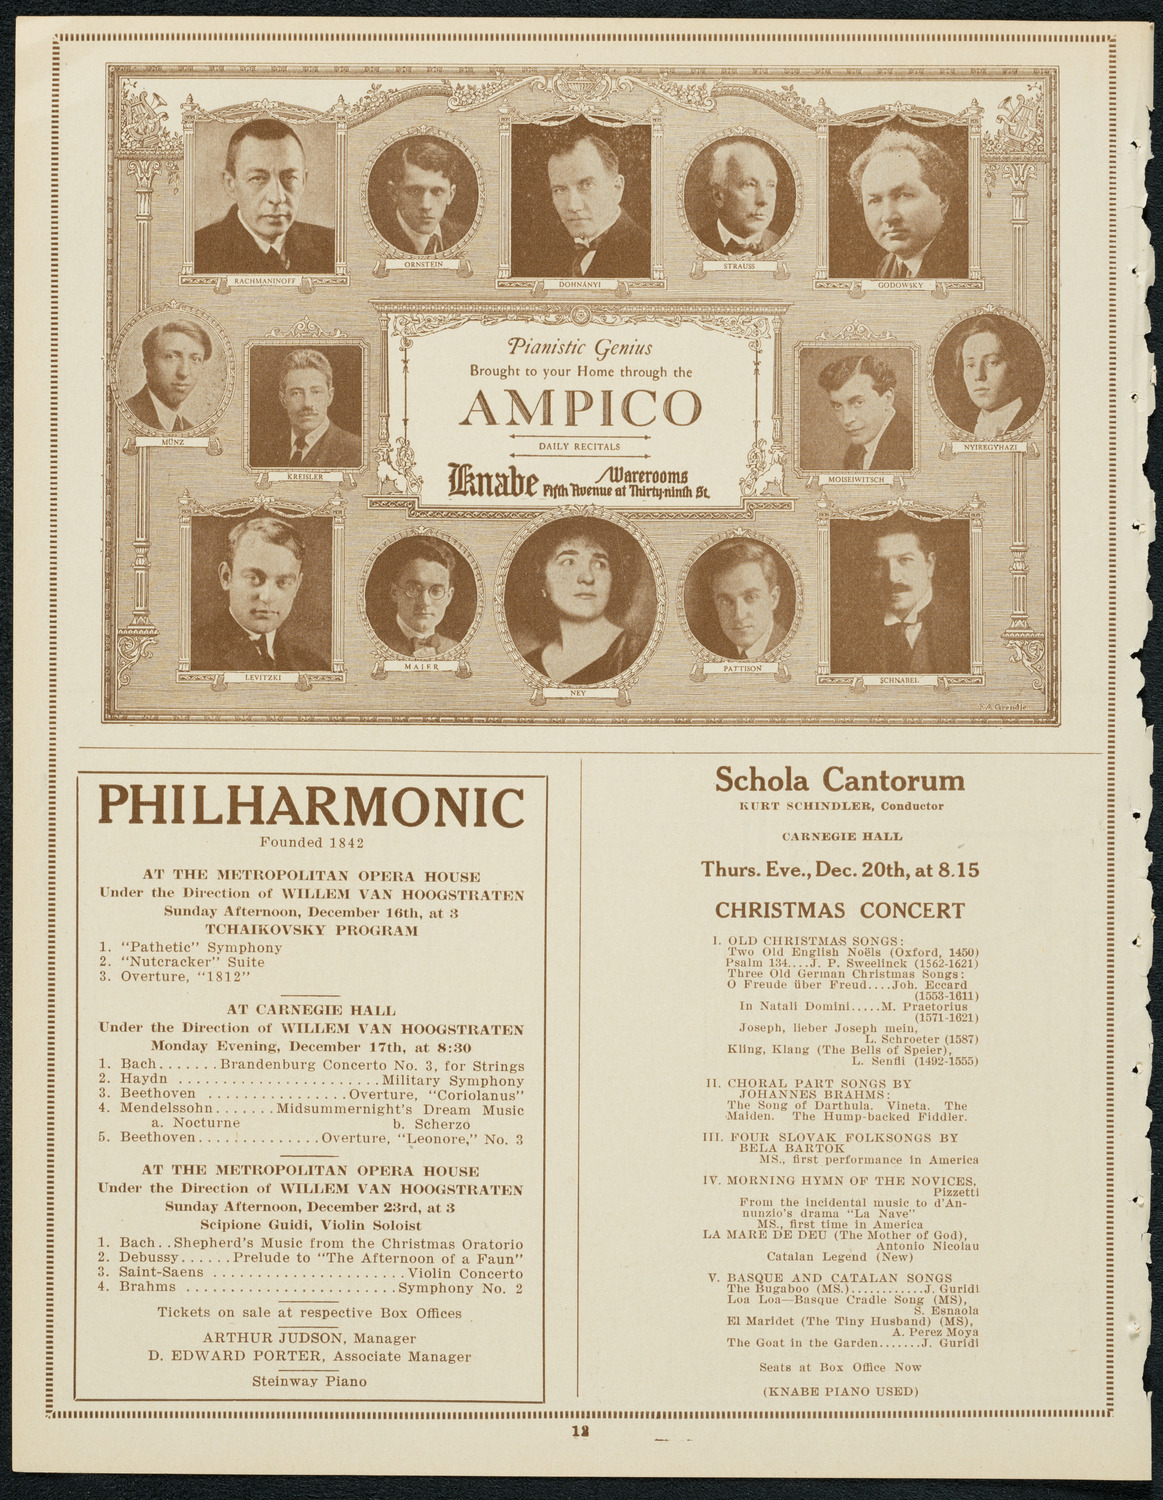 RACHMANINOFF
ORNSTEIN
DOHNÁNYI
STRAUSS
GODOWSKY
MÜNZ
KREISLER
Pianistic Genius
Brought to your Home through the
AMPICO
DAILY RECITALS
Knabe Warerooms
Fifth Avenue at Thirty-ninth St.
MOISEIWITSCH
NYIREGYHAZI
LEVITZKI
MAIER
NEY
PATTISON
SCHNABEL
PHILHARMONIC
Founded 1842
AT THE METROPOLITAN OPERA HOUSE
Under the Direction of WILLEM VAN HOOGSTRATEN
Sunday Afternoon, December 16th, at 3
TCHAIKOVSKY PROGRAM
1. "Pathetic" Symphony
2. "Nutcracker" Suite
3. Overture, "1812"
AT CARNEGIE HALL
Under the Direction of WILLEM VAN HOOGSTRATEN
Monday Evening, December 17th, at 8:30
1. Bach.......Brandenburg Concerto No. 3, for Strings
2. Haydn .......................Military Symphony
3. Beethoven ................Overture, "Coriolanus"
4. Mendelssohn.......Midsummernight's Dream Music
a. Nocturne b. Scherzo
5. Beethoven..............Overture, "Leonore," No. 3
AT THE METROPOLITAN OPERA HOUSE
Under the Direction of WILLEM VAN HOOGSTRATEN
Sunday Afternoon, December 23rd, at 3
Scipione Guidi, Violin Soloist
1. Bach..Shepherd's Music from the Christmas Oratorio
2. Debussy......Prelude to "The Afternoon of a Faun"
3. Saint-Saens ......................Violin Concerto
4. Brahms ........................Symphony No. 2
Tickets on sale at respective Box Offices
ARTHUR JUDSON, Manager
D. EDWARD PORTER, Associate Manager
Steinway Piano
Schola Cantorum
KURT SCHINDLER, Conductor
CARNEGIE HALL
Thurs. Eve., Dec. 20th, at 8.15
CHRISTMAS CONCERT
I. OLD CHRISTMAS SONGS:
Two Old English Noëls (Oxford, 1450)
Psalm 134....J. P. Sweelinck (1562-1621)
Three Old German Christmas Songs:
O Freude über Freud....Joh. Eccard
(1553-1611)
In Natali Domini.....M. Praetorius
(1571-1621)
Joseph, lieber Joseph mein,
L. Schroeter (1587)
Kling, Klang (The Bells of Speier),
L. Senfli (1492-1555)
II. CHORAL PART SONGS BY
JOHANNES BRAHMS:
The Song of Darthula. Vineta. The
Maiden. The Hump-backed Fiddler.
III. FOUR SLOVAK FOLKSONGS BY
BELA BARTOK
MS., first performance in America
IV. MORNING HYMN OF THE NOVICES,
Pizzetti
From the incidental music to d'An-
nunzio's drama "La Nave"
MS., first time in America
LA MARE DE DEU (The Mother of God),
Antonio Nicolau
Catalan Legend (New)
V. BASQUE AND CATALAN SONGS
The Bugaboo (MS.)............J. Guridi
Loa Loa—Basque Cradle Song (MS),
S. Esnaola
El Maridet (The Tiny Husband) (MS),
A. Perez Moya
The Goat in the Garden.......J. Guridi
Seats at Box Office Now
(KNABE PIANO USED)
12